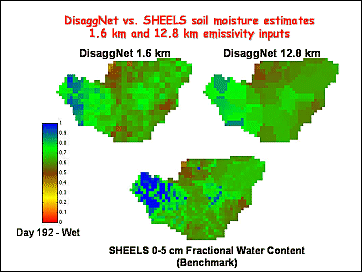 DisaggNet vs. SHEELS soil moisture estimates
1.6 km and 12.8 km emissivity inputs
DisaggNet 1.6 km
DisaggNet 12.8 km
1
0.9
0.8
0.7
0.6
0.5
0.4
0.3
0.2
0.1
0
Day 192 - Wet
SHEELS 0-5 cm Fractional Water Content
(Benchmark)